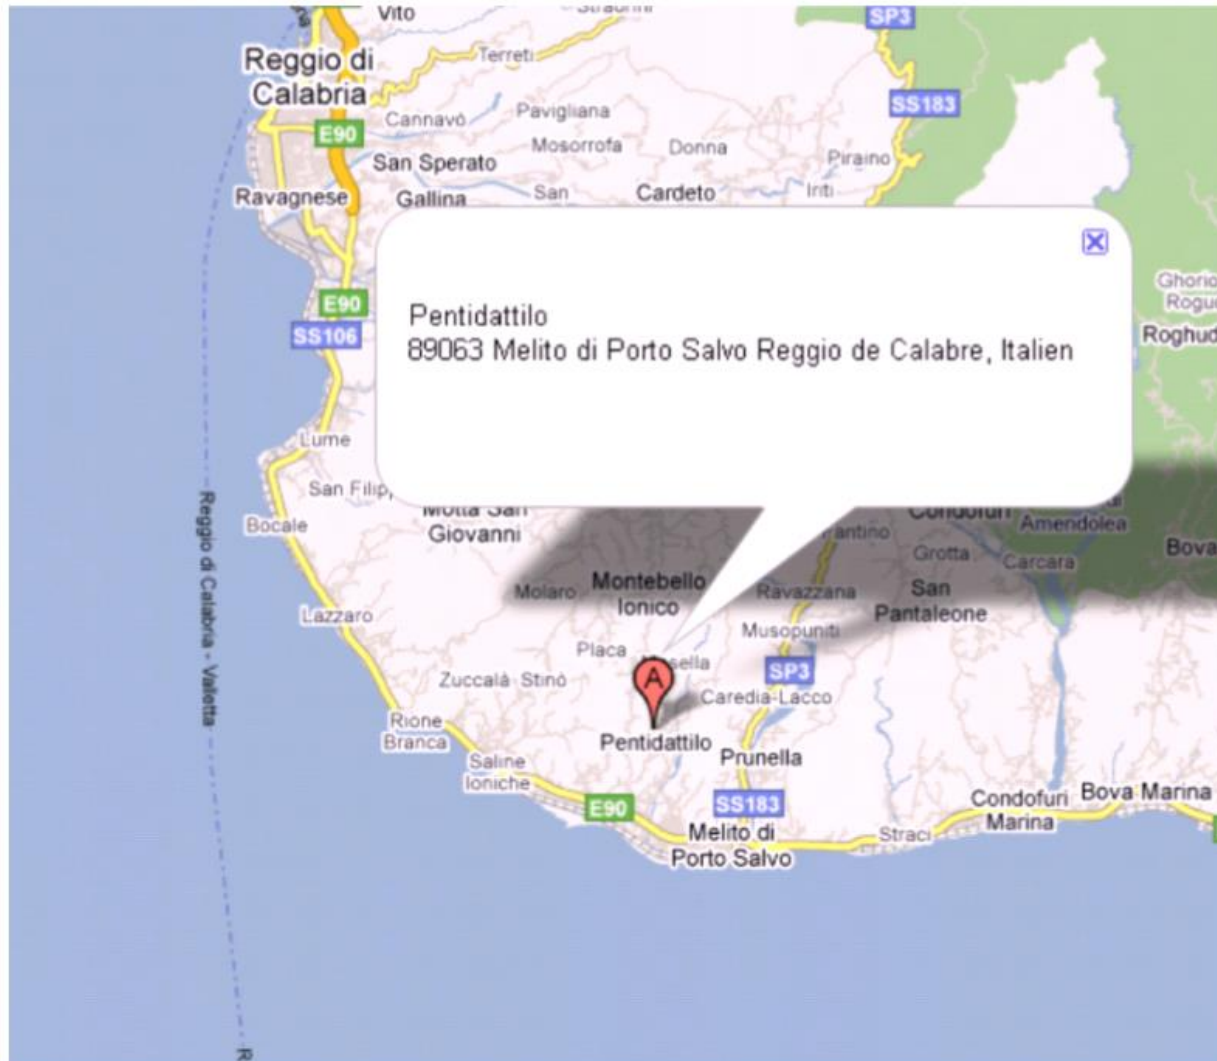 Vito
SP3
Reggio di
Calabria
Terreti
SS183
E90
Cannavò
Pavigliana
Mosorrofa
Donna
Piraino
San Sperato
Ravagnese
Gallina
San
Cardeto
Iriti
Pentidattilo
89063 Melito di Porto Salvo Reggio de Calabre, Italien
Ghorio
E90
SS106
Lume
San Filip
Bocale
Motta San
Giovanni
Condofuri
Amendolea
Bova
Grotta
Carcara
Reggio di Calabria - Valletta
Molaro
Montebello
Ionico
Ravazzana
San
Pantaleone
Lazzaro
Musopuniti
Placa
Zuccalà Stinò
A
SP3
Caredia-Lacco
Rione
Branca
Pentidattilo
Prunella
Saline
Ioniche
E90
SS183
Condofuri
Marina
Bova Marina
Melito di
Porto Salvo
Straci